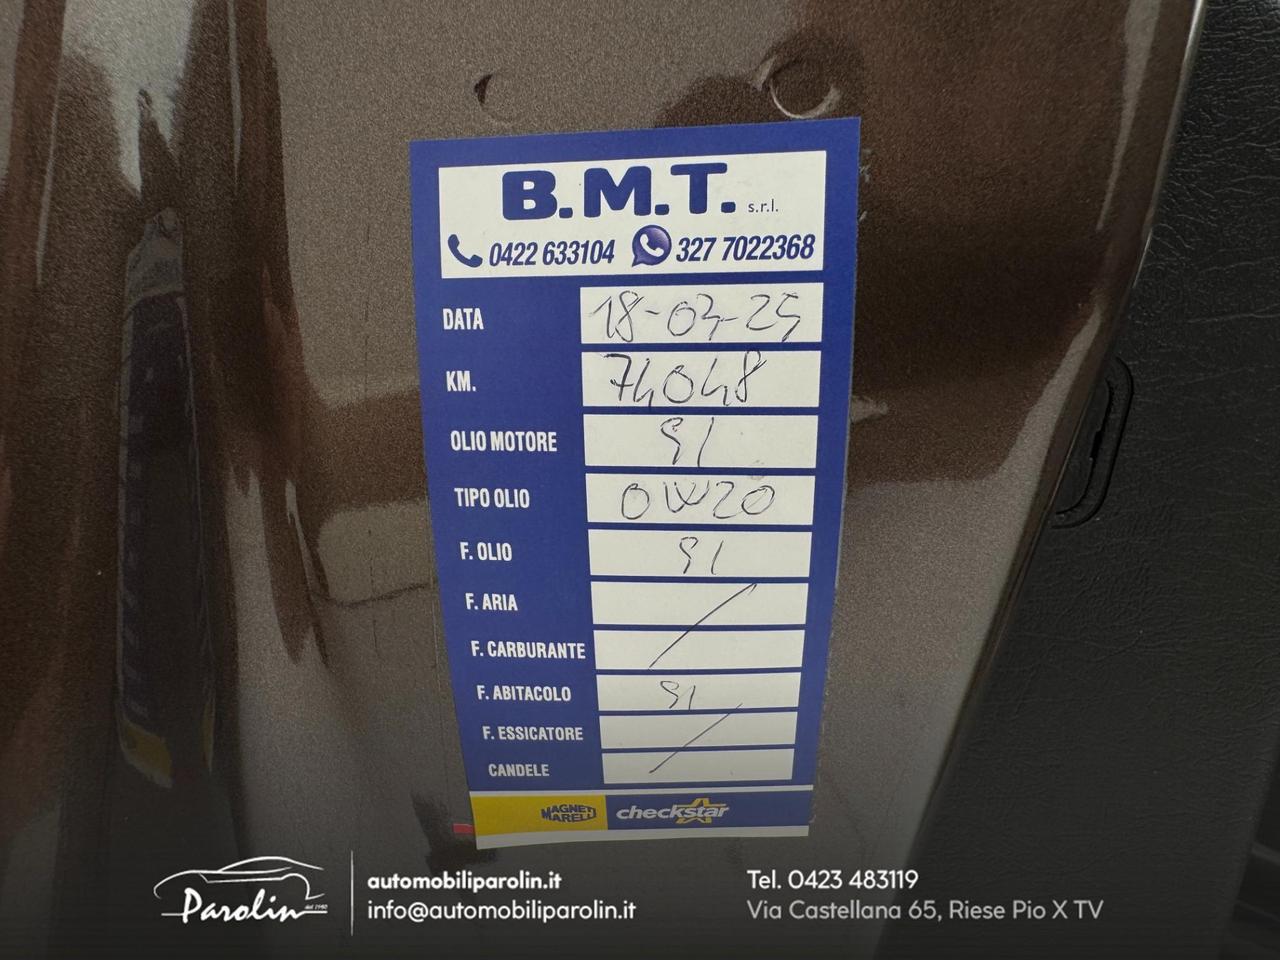 B.M.T. s.r.l.
0422 633104 327 7022368
DATA 18-03-25
KM. 74048
OLIO MOTORE SI
TIPO OLIO 0W20
F. OLIO SI
F. ARIA /
F. CARBURANTE
F. ABITACOLO SI
F. ESSICATORE /
CANDELE
MAGNETI MARELLI checkstar
Parolin dal 1960
automobiliparolin.it
info@automobiliparolin.it
Tel. 0423 483119
Via Castellana 65, Riese Pio X TV